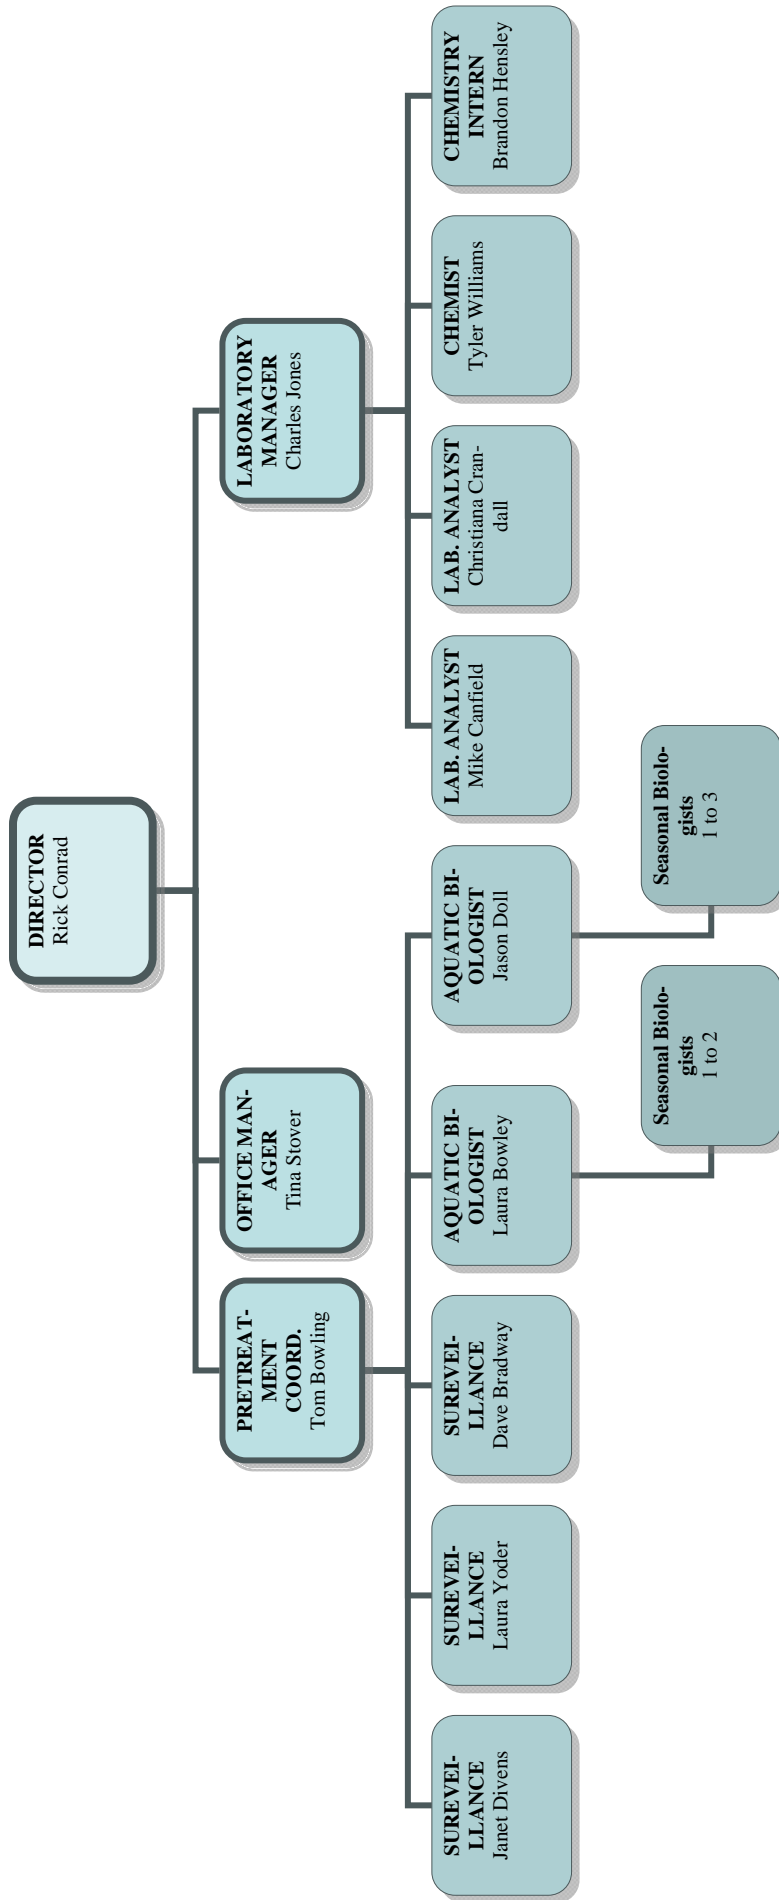 DIRECTOR
Rick Conrad
PRETREAT-
MENT
COORD.
Tom Bowling
OFFICE MAN-
AGER
Tina Stover
LABORATORY
MANAGER
Charles Jones
SUREVEI-
LLANCE
Janet Divens
SUREVEI-
LLANCE
Laura Yoder
SUREVEI-
LLANCE
Dave Bradway
AQUATIC BI-
OLOGIST
Laura Bowley
AQUATIC BI-
OLOGIST
Jason Doll
LAB. ANALYST
Mike Canfield
LAB. ANALYST
Christiana Cran-
dall
CHEMIST
Tyler Williams
CHEMISTRY
INTERN
Brandon Hensley
Seasonal Biolo-
gists
1 to 2
Seasonal Biolo-
gists
1 to 3